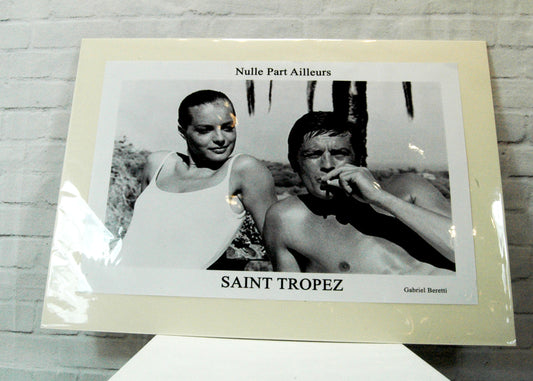 Nulle Part Ailleurs
SAINT TROPEZ
Gabriel Beretti